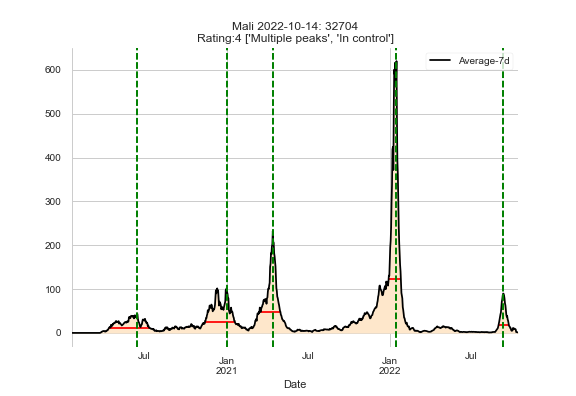 Mali 2022-10-14: 32704
Rating:4 ['Multiple peaks', 'In control']
Average-7d
600
500
400
300
200
100
0
Jul
Jan
2021
Jul
Jan
2022
Jul
Date